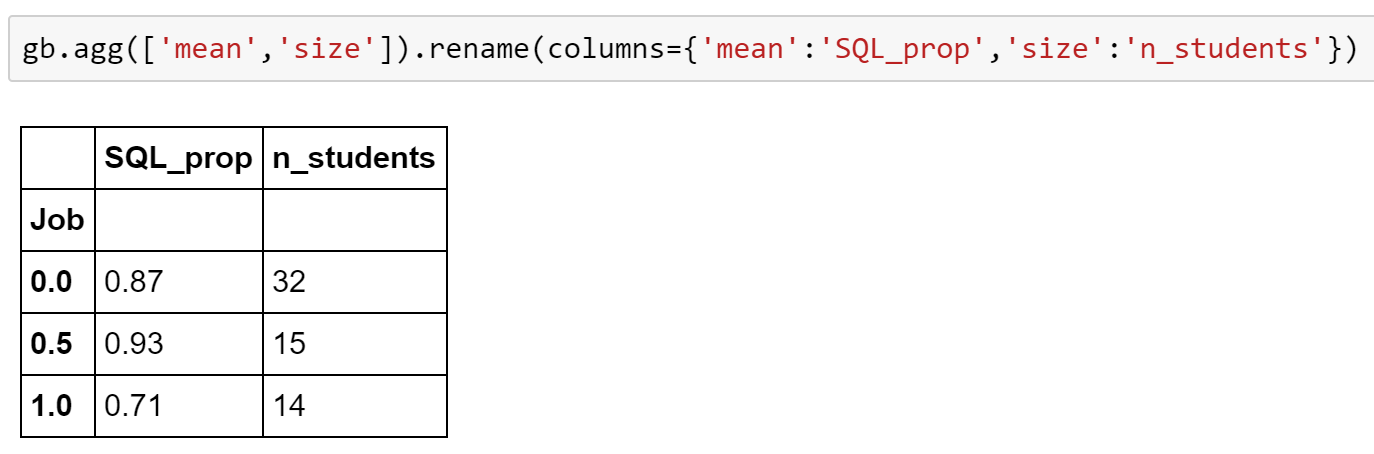 gb.agg(['mean','size']).rename(columns={'mean':'SQL_prop','size':'n_students'})
SQL_prop n_students
Job
0.0 0.87 32
0.5 0.93 15
1.0 0.71 14